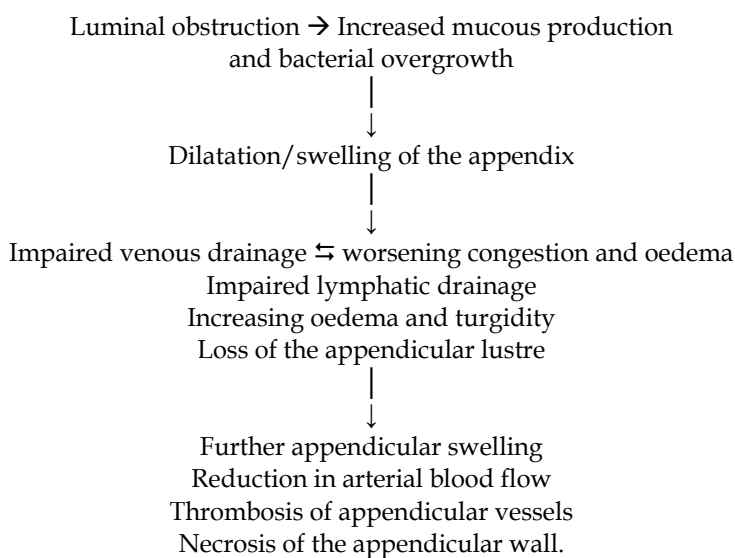 Luminal obstruction → Increased mucous production
and bacterial overgrowth
↓
Dilatation/swelling of the appendix
↓
Impaired venous drainage ⇆ worsening congestion and oedema
Impaired lymphatic drainage
Increasing oedema and turgidity
Loss of the appendicular lustre
↓
Further appendicular swelling
Reduction in arterial blood flow
Thrombosis of appendicular vessels
Necrosis of the appendicular wall.